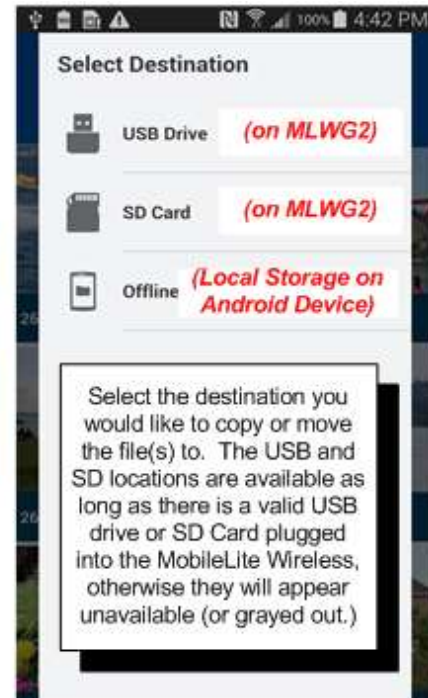 100% 4:42 PM
Select Destination
USB Drive (on MLWG2)
SD Card (on MLWG2)
Offline (Local Storage on
Android Device)
26
Select the destination you
would like to copy or move
the file(s) to. The USB and
SD locations are available as
long as there is a valid USB
drive or SD Card plugged
into the MobileLite Wireless,
otherwise they will appear
unavailable (or grayed out.)
26